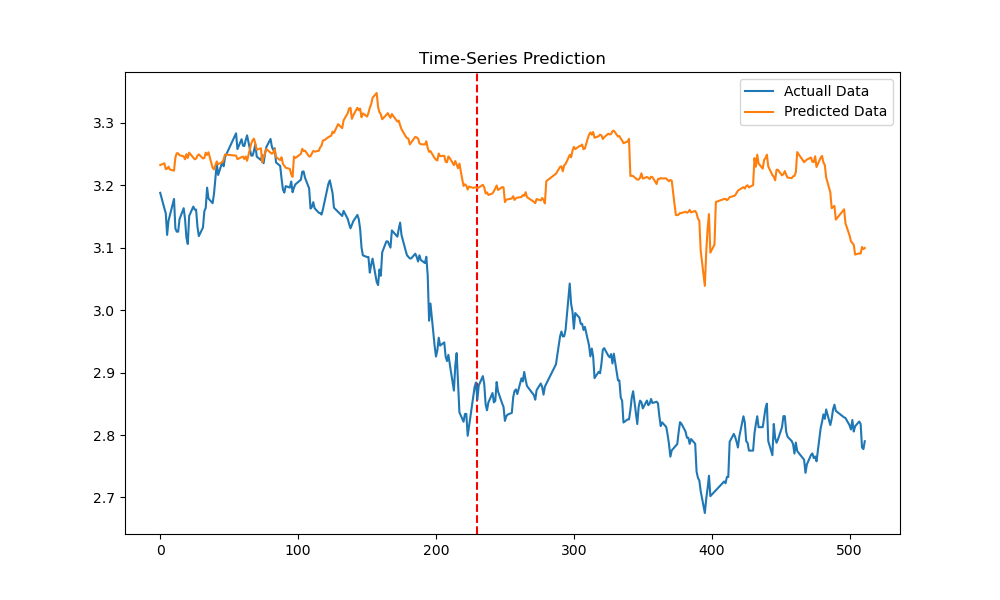 Time-Series Prediction
Actuall Data
Predicted Data
3.3
3.2
3.1
3.0
2.9
2.8
2.7
0 100 200 300 400 500